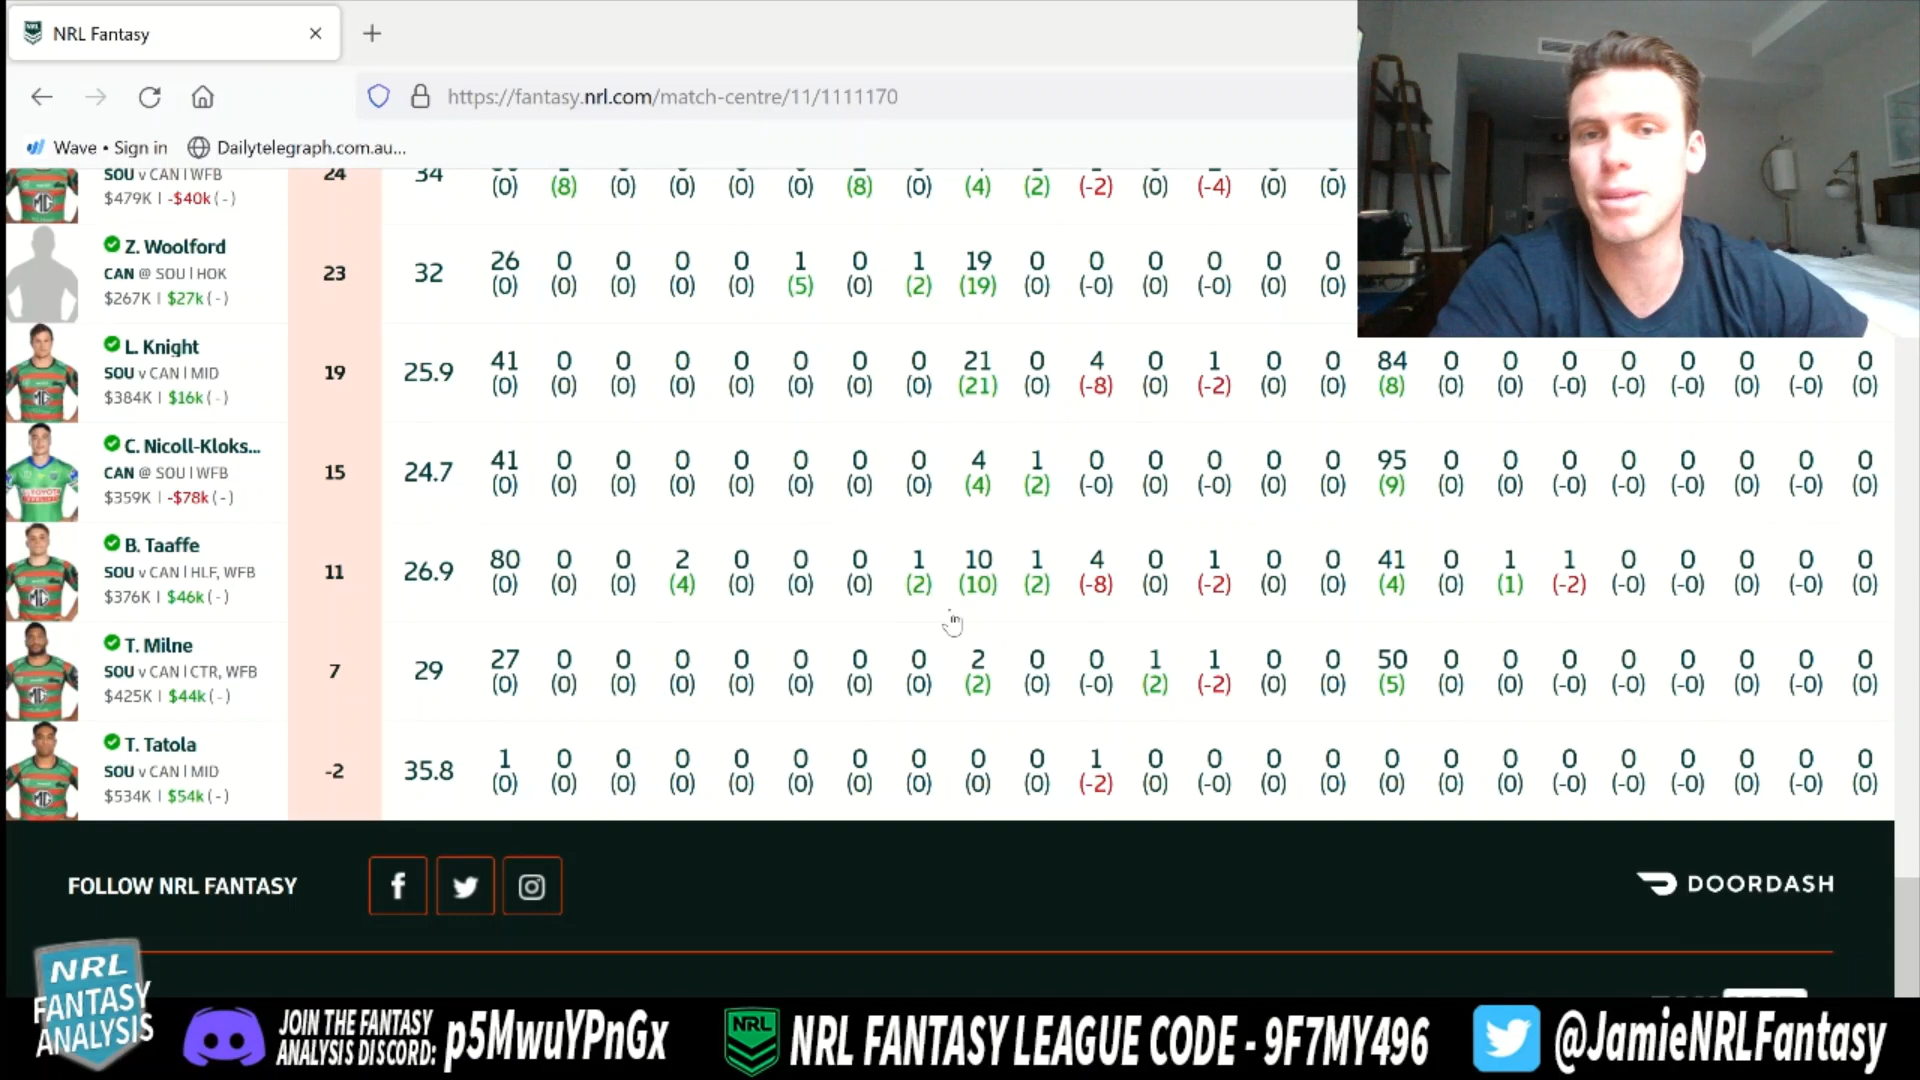 NRL Fantasy
https://fantasy.nrl.com/match-centre/11/1111170
Wave • Sign in Dailytelegraph.com.au...
SOU v CAN | WFB 24 34
$479K | -$40k ( - )
(0) (8) (0) (0) (0) (0) (8) (0) (4) (2) (-2) (0) (-4) (0) (0)
Z. Woolford
CAN @ SOU | HOK 23 32
$267K | $27k ( - )
26 0 0 0 0 1 0 1 19 0 0 0 0 0 0
(0) (0) (0) (0) (0) (5) (0) (2) (19) (0) (-0) (0) (-0) (0) (0)
L. Knight
SOU v CAN | MID 19 25.9
$384K | $16k ( - )
41 0 0 0 0 0 0 0 21 0 4 0 1 0 0 84 0 0 0 0 0 0 0 0
(0) (0) (0) (0) (0) (0) (0) (0) (21) (0) (-8) (0) (-2) (0) (0) (8) (0) (0) (-0) (-0) (-0) (0) (-0) (0)
C. Nicoll-Kloks...
CAN @ SOU | WFB 15 24.7
$359K | -$78k ( - )
41 0 0 0 0 0 0 0 4 1 0 0 0 0 0 95 0 0 0 0 0 0 0 0
(0) (0) (0) (0) (0) (0) (0) (0) (4) (2) (-0) (0) (-0) (0) (0) (9) (0) (0) (-0) (-0) (-0) (0) (-0) (0)
B. Taaffe
SOU v CAN | HLF, WFB 11 26.9
$376K | $46k ( - )
80 0 0 2 0 0 0 1 10 1 4 0 1 0 0 41 0 1 1 0 0 0 0 0
(0) (0) (0) (4) (0) (0) (0) (2) (10) (2) (-8) (0) (-2) (0) (0) (4) (0) (1) (-2) (-0) (-0) (0) (-0) (0)
T. Milne
SOU v CAN | CTR, WFB 7 29
$425K | $44k ( - )
27 0 0 0 0 0 0 0 2 0 0 1 1 0 0 50 0 0 0 0 0 0 0 0
(0) (0) (0) (0) (0) (0) (0) (0) (2) (0) (-0) (2) (-2) (0) (0) (5) (0) (0) (-0) (-0) (-0) (0) (-0) (0)
T. Tatola
SOU v CAN | MID -2 35.8
$534K | $54k ( - )
1 0 0 0 0 0 0 0 0 0 1 0 0 0 0 0 0 0 0 0 0 0 0 0
(0) (0) (0) (0) (0) (0) (0) (0) (0) (0) (-2) (0) (-0) (0) (0) (0) (0) (0) (-0) (-0) (-0) (0) (-0) (0)
FOLLOW NRL FANTASY
DOORDASH
NRL
FANTASY
ANALYSIS
JOIN THE FANTASY
ANALYSIS DISCORD: p5MwuYPnGx
NRL
NRL FANTASY LEAGUE CODE - 9F7MY496
@JamieNRLFantasy